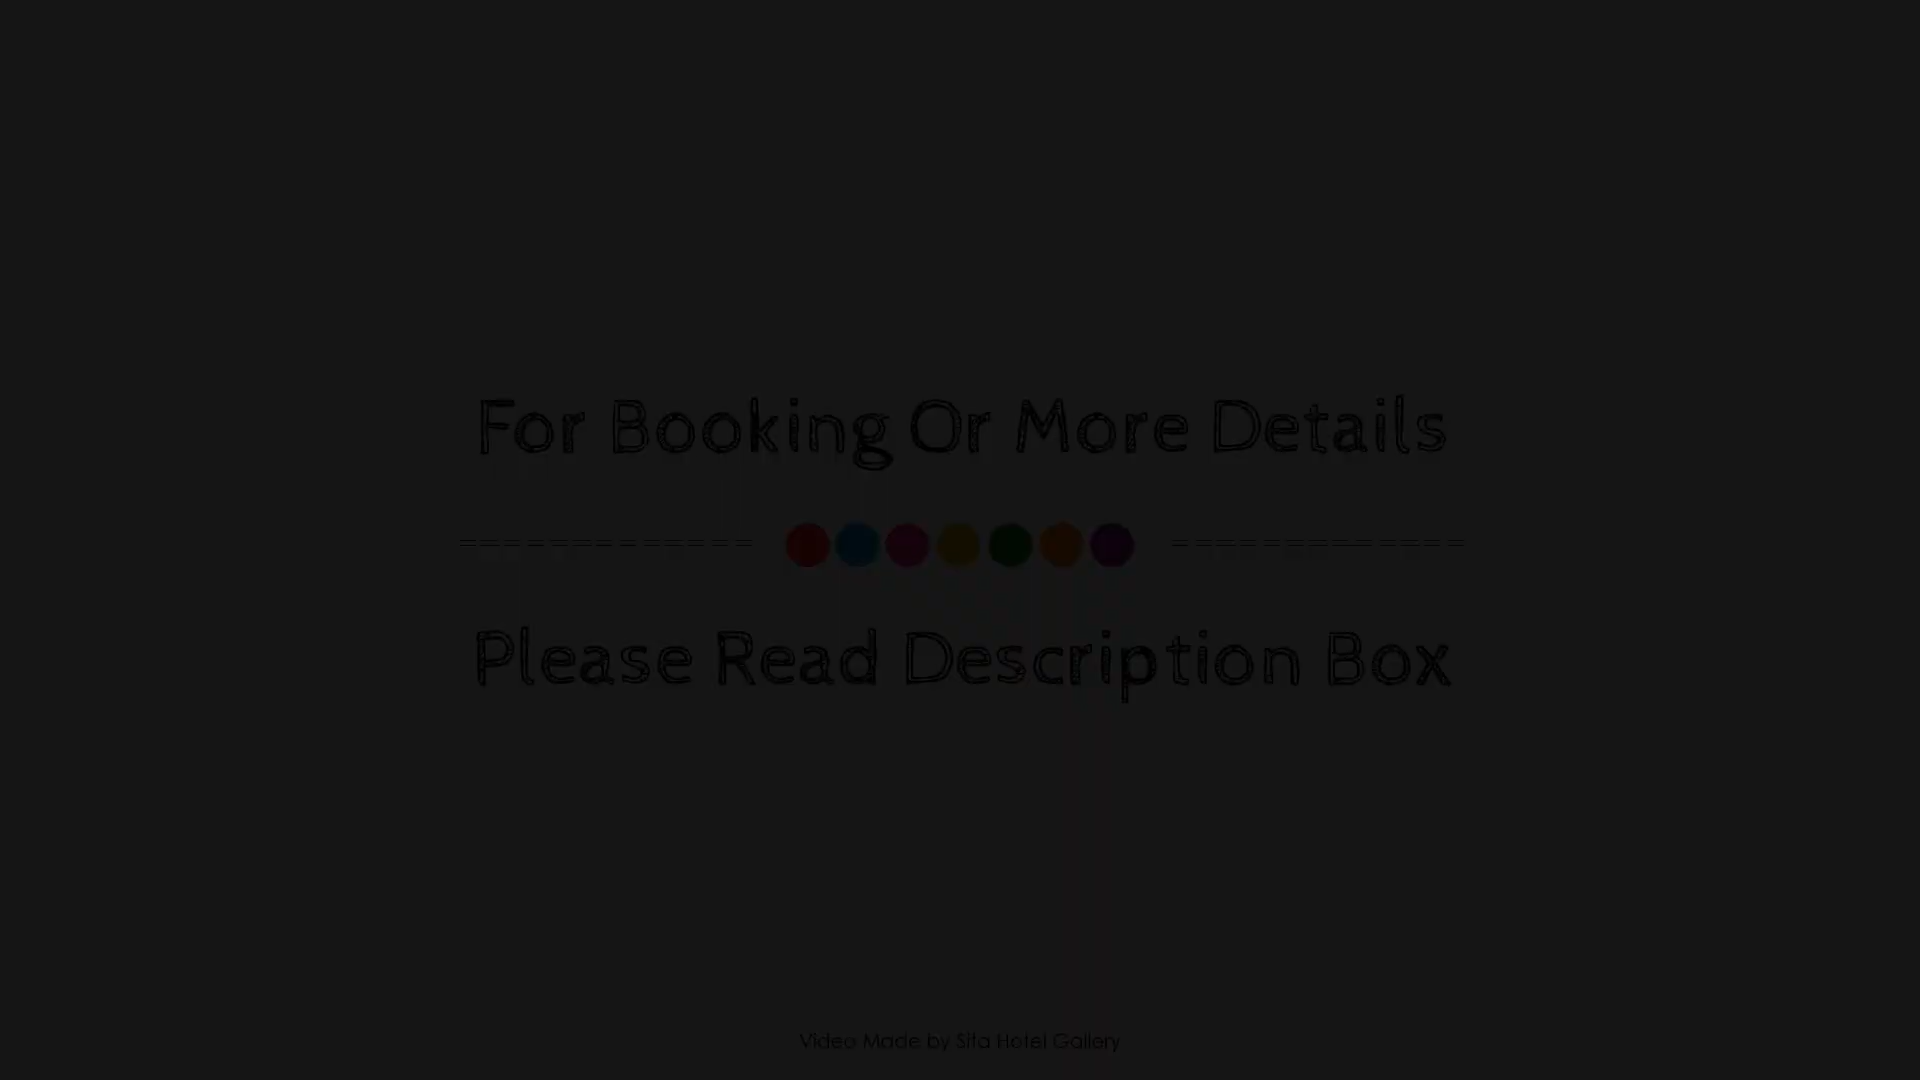 For Booking Or More Details
============= =============
Please Read Description Box
Video Made by Sita Hotel Gallery